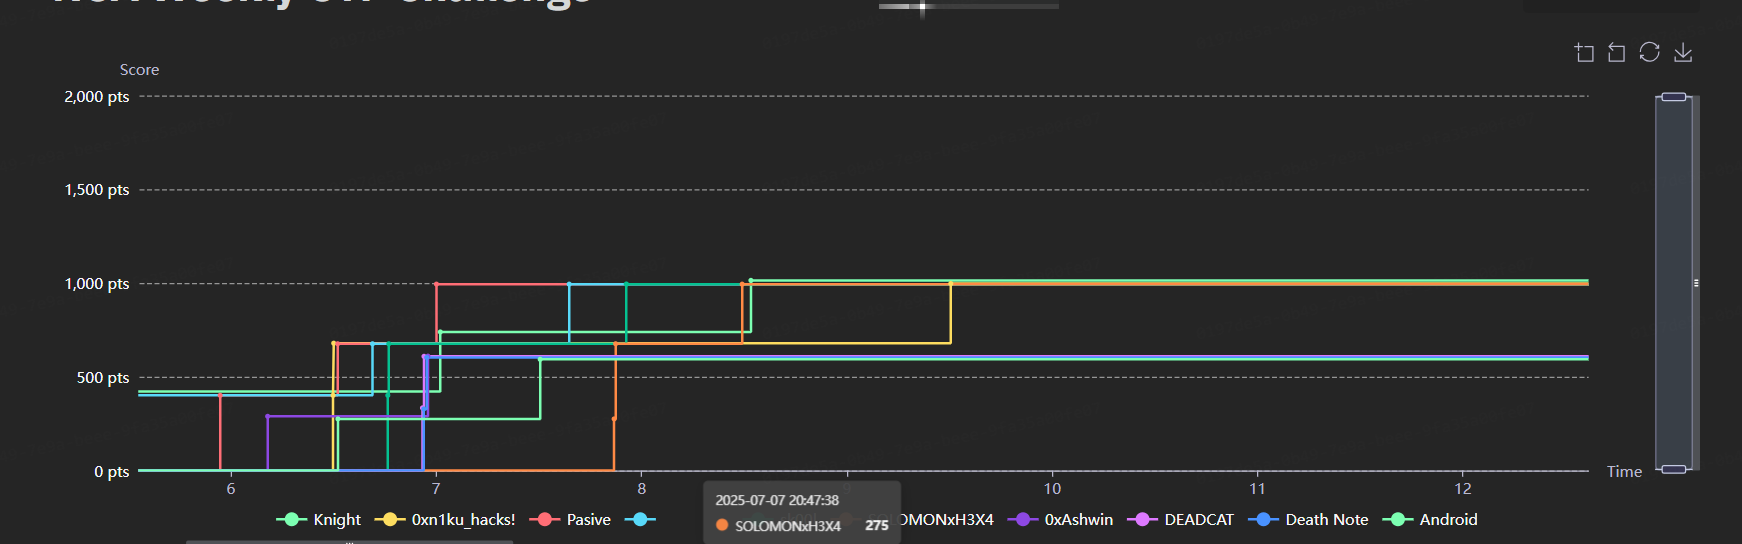 Score
2,000 pts
1,500 pts
1,000 pts
500 pts
0 pts
6 7 8 9 10 11 12 Time
2025-07-07 20:47:38
SOLOMONxH3X4 275
Knight 0xn1ku_hacks! Pasive OMONxH3X4 0xAshwin DEADCAT Death Note Android